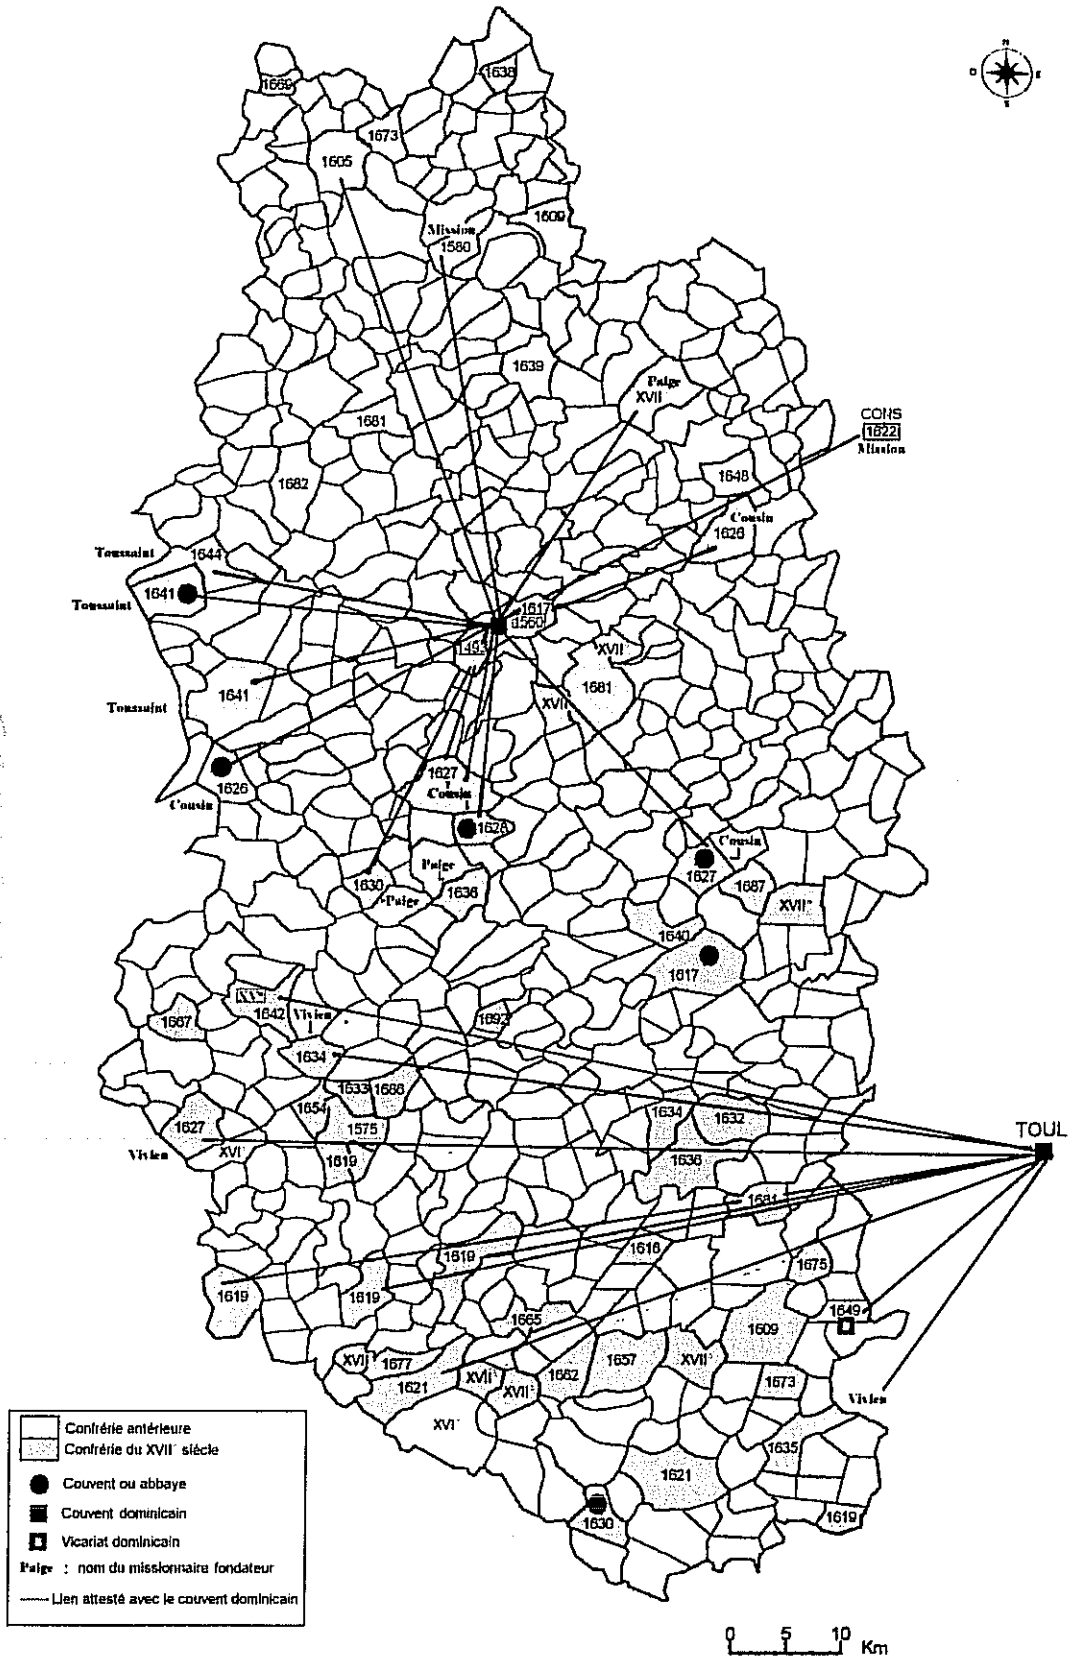 N
O
E
S
1669
1638
1673
1605
1609
Mission
1580
1639
Paige
XVII
1681
CONS
1622
Mission
1648
1682
Cousin
1626
Toussaint
1644
1641
Toussaint
1617
d1560
1493
XVII
1681
1641
XVII
Toussaint
1627
Cousin
1626
Cousin
1628
Cousin
1627
Paige
1630
Paige
1636
1687
XVII
1640
1617
1642
1667
Vivien
1692
1634
1633
1686
1654
1575
1627
XVI
1619
Vivien
1634
1632
1636
TOUL
1681
1619
1616
1675
1619
1619
1649
1665
1609
XVII
1677
1621
XVII
XVII
1662
1657
XVII
1673
Vivien
XVI
1635
1621
1630
1619
Confrérie antérieure
Confrérie du XVII° siècle
Couvent ou abbaye
Couvent dominicain
Vicariat dominicain
Paige : nom du missionnaire fondateur
Lien attesté avec le couvent dominicain
0 5 10
Km